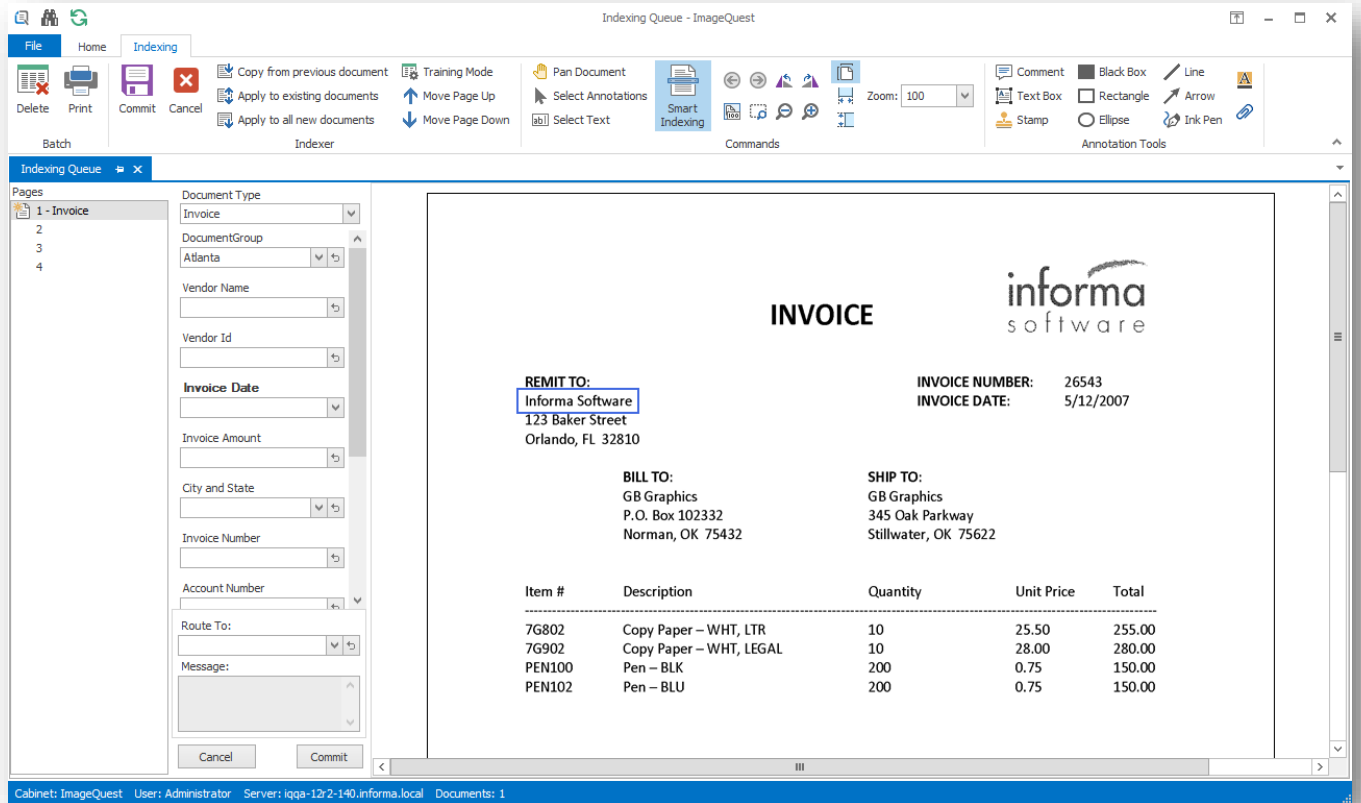 Indexing Queue - ImageQuest
File Home Indexing
Delete Print Commit Cancel
Copy from previous document
Apply to existing documents
Apply to all new documents
Training Mode
Move Page Up
Move Page Down
Pan Document
Select Annotations
Select Text
Smart Indexing
Zoom: 100
Comment Black Box Line
Text Box Rectangle Arrow
Stamp Ellipse Ink Pen
Batch Indexer Commands Annotation Tools
Indexing Queue
Pages
1 - Invoice
2
3
4
Document Type
Invoice
DocumentGroup
Atlanta
Vendor Name
Vendor Id
Invoice Date
Invoice Amount
City and State
Invoice Number
Account Number
Route To:
Message:
Cancel Commit
informa
software
INVOICE
REMIT TO:
Informa Software
123 Baker Street
Orlando, FL 32810
INVOICE NUMBER: 26543
INVOICE DATE: 5/12/2007
BILL TO:
GB Graphics
P.O. Box 102332
Norman, OK 75432
SHIP TO:
GB Graphics
345 Oak Parkway
Stillwater, OK 75622
Item # Description Quantity Unit Price Total
7G802 Copy Paper – WHT, LTR 10 25.50 255.00
7G902 Copy Paper – WHT, LEGAL 10 28.00 280.00
PEN100 Pen – BLK 200 0.75 150.00
PEN102 Pen – BLU 200 0.75 150.00
Cabinet: ImageQuest User: Administrator Server: iqqa-12r2-140.informa.local Documents: 1